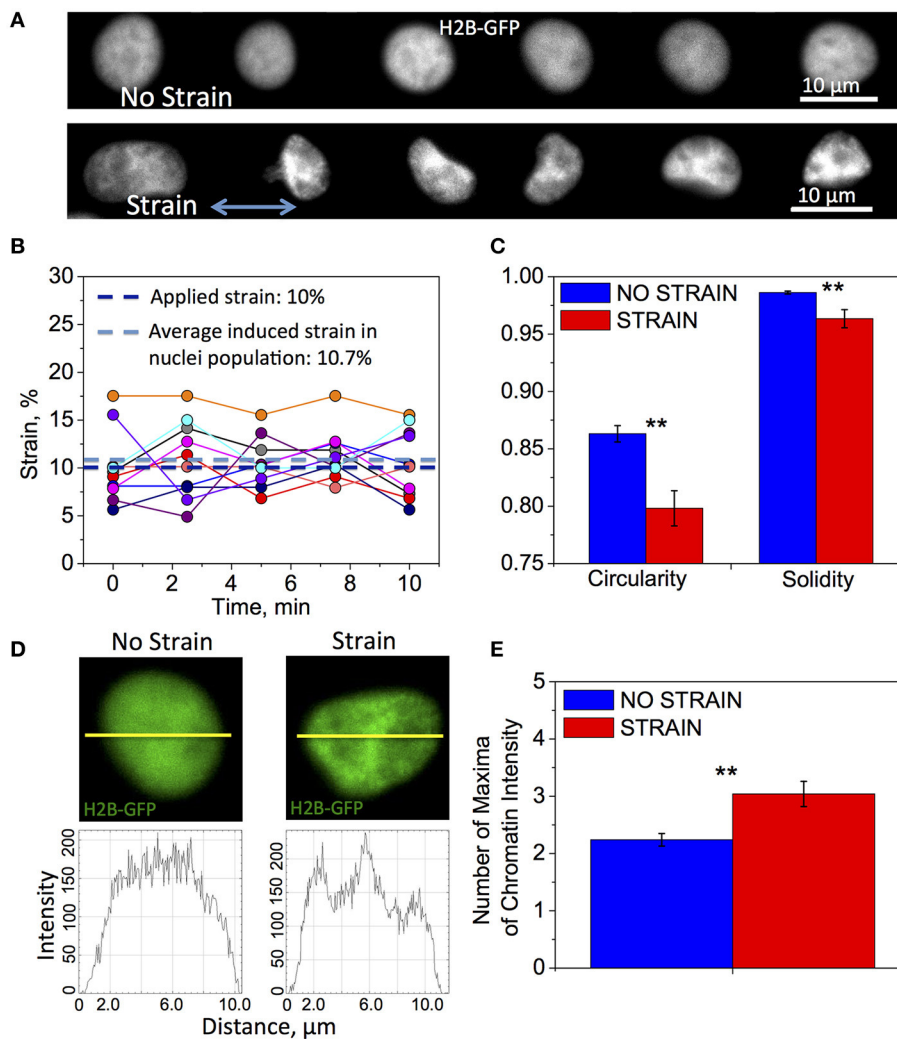 A
H2B-GFP
No Strain
10 µm
Strain
10 µm
B
30
25
20
15
10
5
0
Strain, %
Applied strain: 10%
Average induced strain in
nuclei population: 10.7%
0 2 4 6 8 10
Time, min
C
1.00
0.95
0.90
0.85
0.80
0.75
NO STRAIN
STRAIN
**
**
Circularity
Solidity
D
No Strain
Strain
H2B-GFP
H2B-GFP
Intensity
0 50 100 150 200
0 50 100 150 200
0 2.0 6.0 10.0
0 2.0 6.0 10.0
Distance, µm
E
Number of Maxima
of Chromatin Intensity
5
4
3
2
1
0
NO STRAIN
STRAIN
**